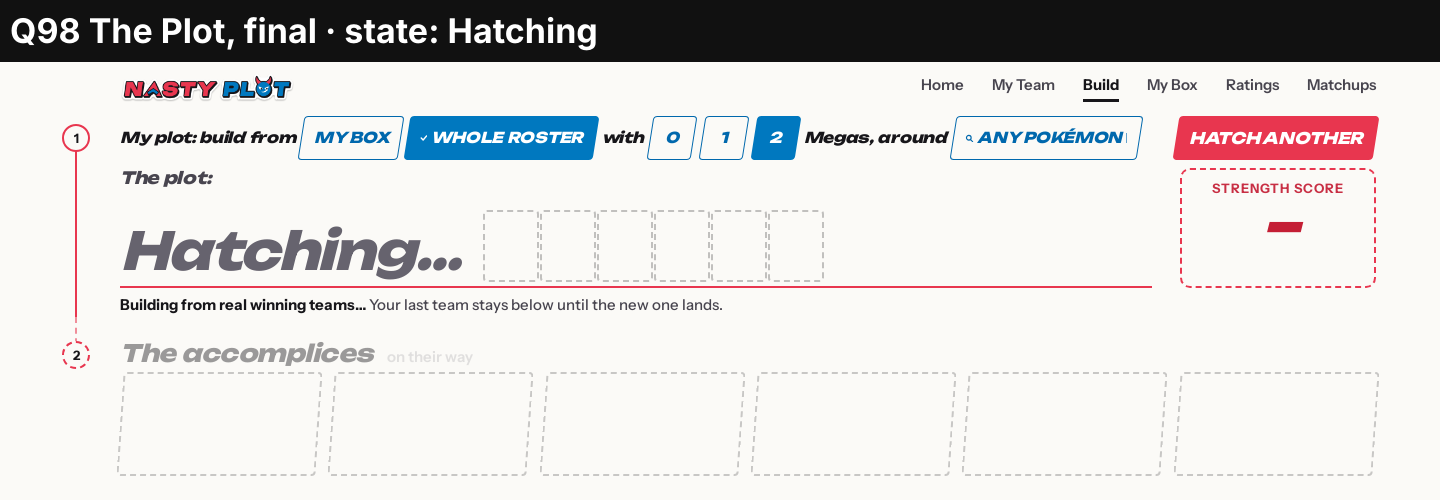 Q98 The Plot, final · state: Hatching
NASTY PLOT
Home My Team Build My Box Ratings Matchups
1 My plot: build from MY BOX WHOLE ROSTER with 0 1 2 Megas, around ANY POKÉMON HATCH ANOTHER
The plot:
STRENGTH SCORE
–
Hatching...
Building from real winning teams... Your last team stays below until the new one lands.
2 The accomplices on their way